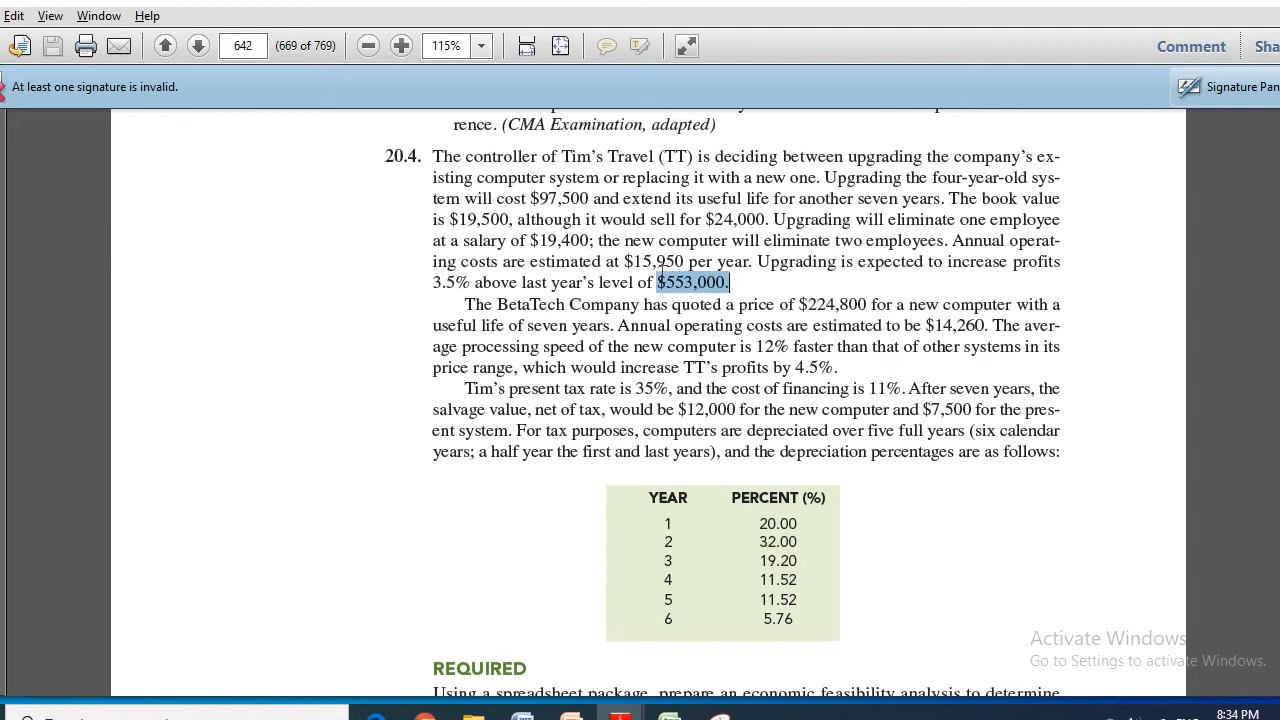 Edit View Window Help
642 (669 of 769) 115% Comment Sha
At least one signature is invalid. Signature Pan
rence. (CMA Examination, adapted)
20.4. The controller of Tim's Travel (TT) is deciding between upgrading the company's ex-
isting computer system or replacing it with a new one. Upgrading the four-year-old sys-
tem will cost $97,500 and extend its useful life for another seven years. The book value
is $19,500, although it would sell for $24,000. Upgrading will eliminate one employee
at a salary of $19,400; the new computer will eliminate two employees. Annual operat-
ing costs are estimated at $15,950 per year. Upgrading is expected to increase profits
3.5% above last year's level of $553,000.
The BetaTech Company has quoted a price of $224,800 for a new computer with a
useful life of seven years. Annual operating costs are estimated to be $14,260. The aver-
age processing speed of the new computer is 12% faster than that of other systems in its
price range, which would increase TT's profits by 4.5%.
Tim's present tax rate is 35%, and the cost of financing is 11%. After seven years, the
salvage value, net of tax, would be $12,000 for the new computer and $7,500 for the pres-
ent system. For tax purposes, computers are depreciated over five full years (six calendar
years; a half year the first and last years), and the depreciation percentages are as follows:
YEAR PERCENT (%)
1 20.00
2 32.00
3 19.20
4 11.52
5 11.52
6 5.76
Activate Windows
Go to Settings to activate Windows.
REQUIRED
Using a spreadsheet package, prepare an economic feasibility analysis to determine
8:34 PM